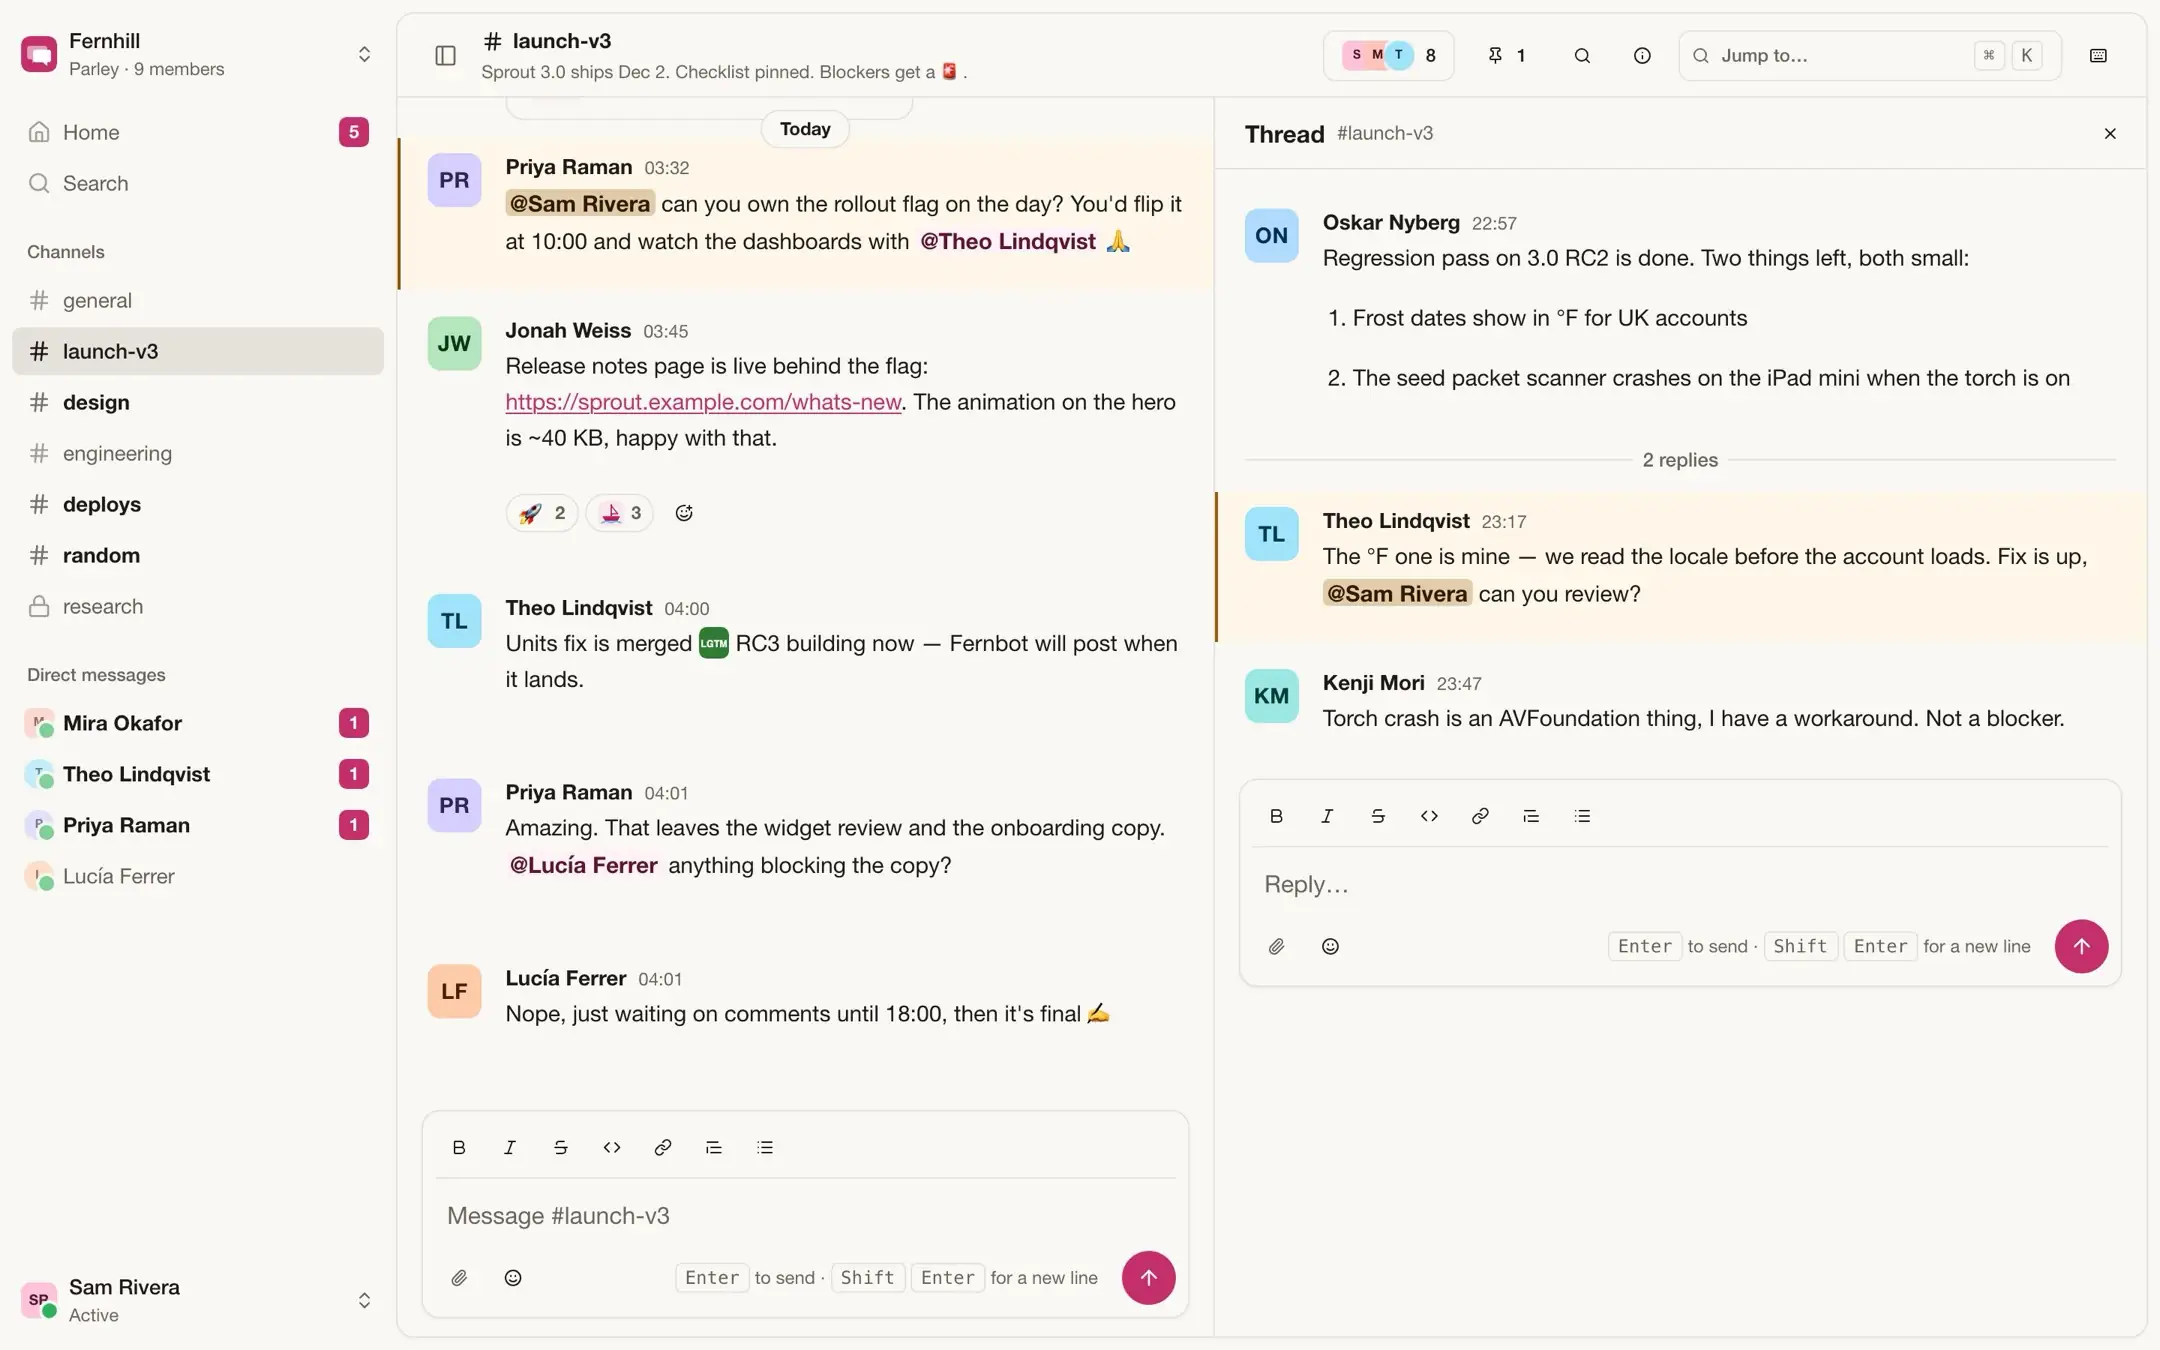 Fernhill
Parley · 9 members
Home
5
Search
Channels
general
launch-v3
design
engineering
deploys
random
research
Direct messages
M Mira Okafor
1
T Theo Lindqvist
1
P Priya Raman
1
L Lucía Ferrer
SR
Sam Rivera
Active
# launch-v3
Sprout 3.0 ships Dec 2. Checklist pinned. Blockers get a 🚨 .
S M T 8
1
Jump to…
⌘ K
Today
PR
Priya Raman 03:32
@Sam Rivera can you own the rollout flag on the day? You'd flip it
at 10:00 and watch the dashboards with @Theo Lindqvist 🙏
JW
Jonah Weiss 03:45
Release notes page is live behind the flag:
https://sprout.example.com/whats-new. The animation on the hero
is ~40 KB, happy with that.
🚀 2
3
TL
Theo Lindqvist 04:00
Units fix is merged LGTM RC3 building now — Fernbot will post when
it lands.
PR
Priya Raman 04:01
Amazing. That leaves the widget review and the onboarding copy.
@Lucía Ferrer anything blocking the copy?
LF
Lucía Ferrer 04:01
Nope, just waiting on comments until 18:00, then it's final ✍️
Message #launch-v3
Enter to send · Shift Enter for a new line
Thread #launch-v3
ON
Oskar Nyberg 22:57
Regression pass on 3.0 RC2 is done. Two things left, both small:
1. Frost dates show in °F for UK accounts
2. The seed packet scanner crashes on the iPad mini when the torch is on
2 replies
TL
Theo Lindqvist 23:17
The °F one is mine — we read the locale before the account loads. Fix is up,
@Sam Rivera can you review?
KM
Kenji Mori 23:47
Torch crash is an AVFoundation thing, I have a workaround. Not a blocker.
Reply…
Enter to send · Shift Enter for a new line